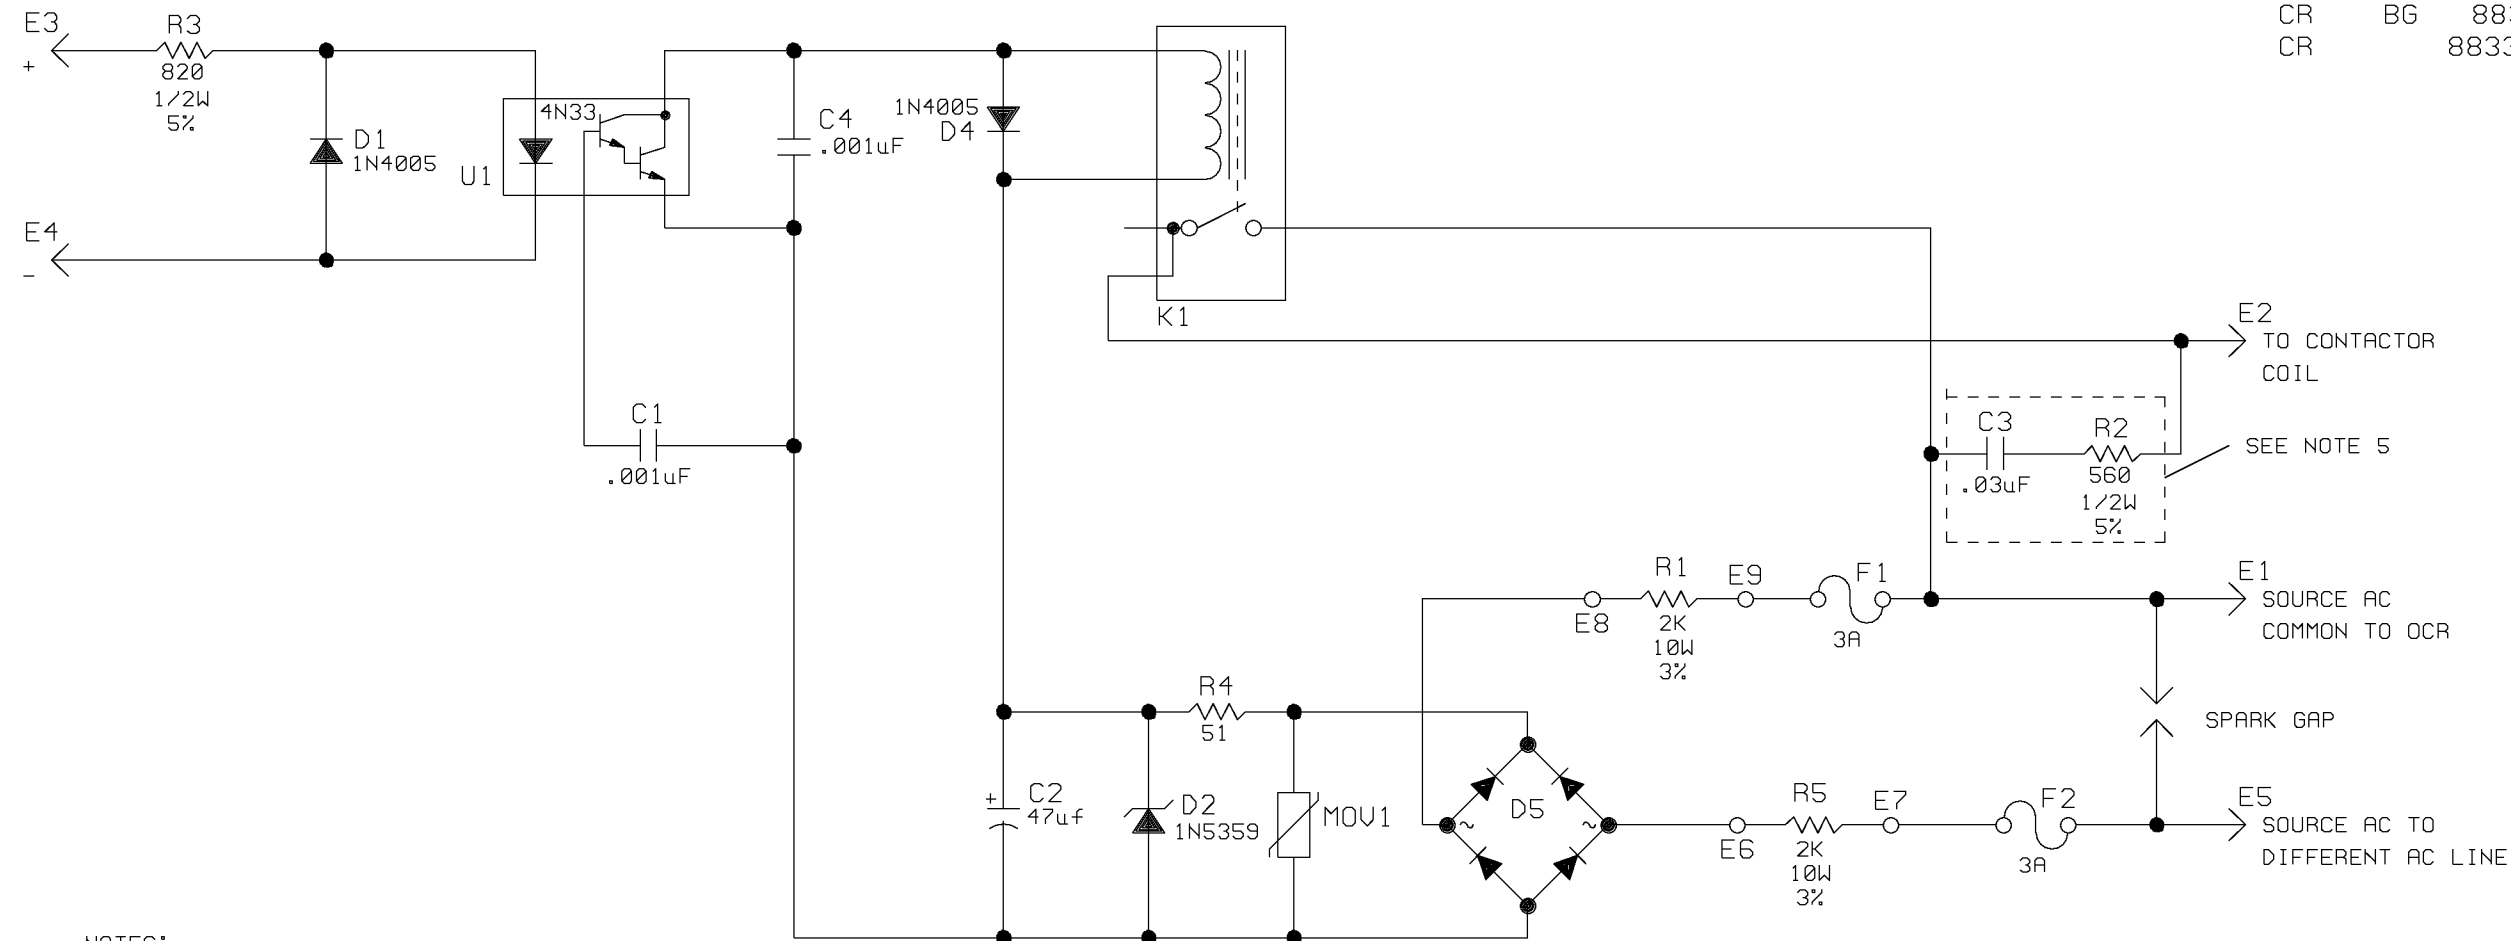 CR BG
CR
E3
+
R3
820
1/2W
5%
D1
1N4005
E4
-
4N33
U1
C4
.001uF
1N4005
D4
K1
C1
.001uF
E2
TO CONTACTOR
COIL
C3
.03uF
R2
560
1/2W
5%
SEE NOTE 5
R1
2K
10W
3%
E8
E9
F1
3A
E1
SOURCE AC
COMMON TO OCR
R4
51
SPARK GAP
+
C2
47uf
D2
1N5359
MOV1
~
D5
~
E6
R5
2K
10W
3%
E7
F2
3A
E5
SOURCE AC TO
DIFFERENT AC LINE
NOTES: